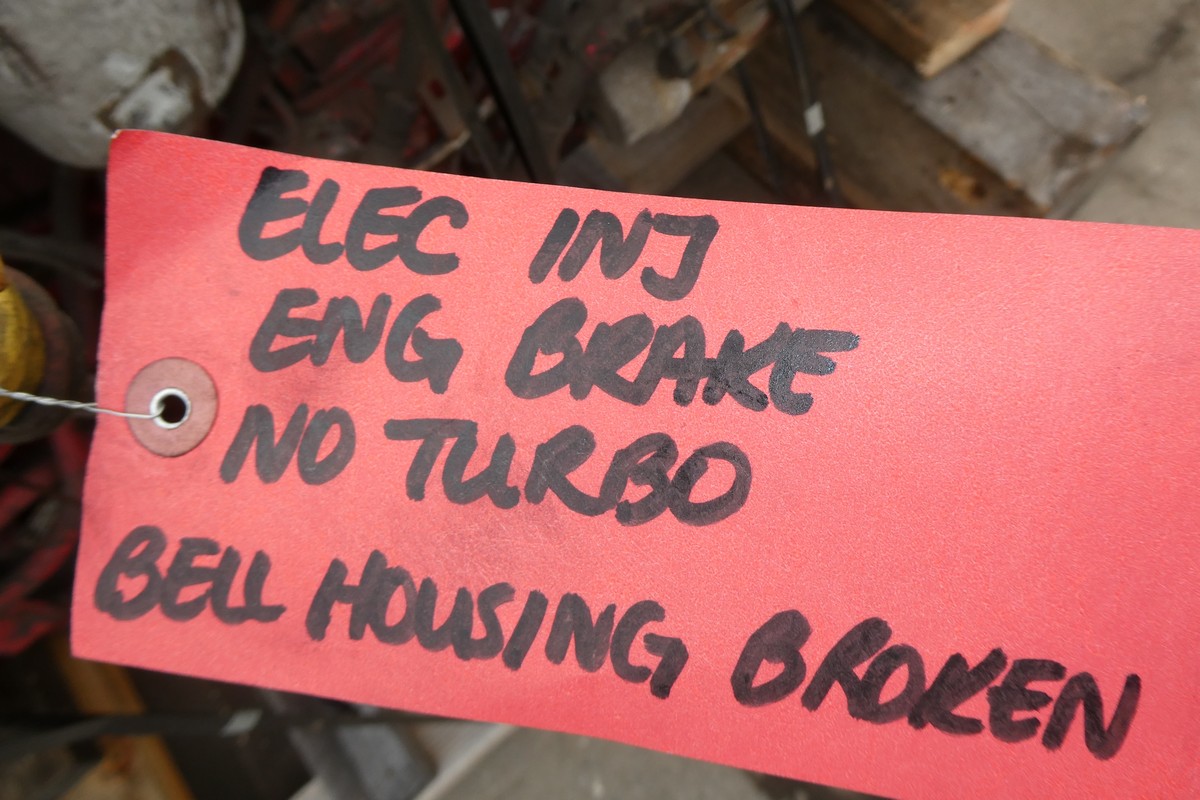 ELEC INJ
ENG BRAKE
NO TURBO
BELL HOUSING BROKEN